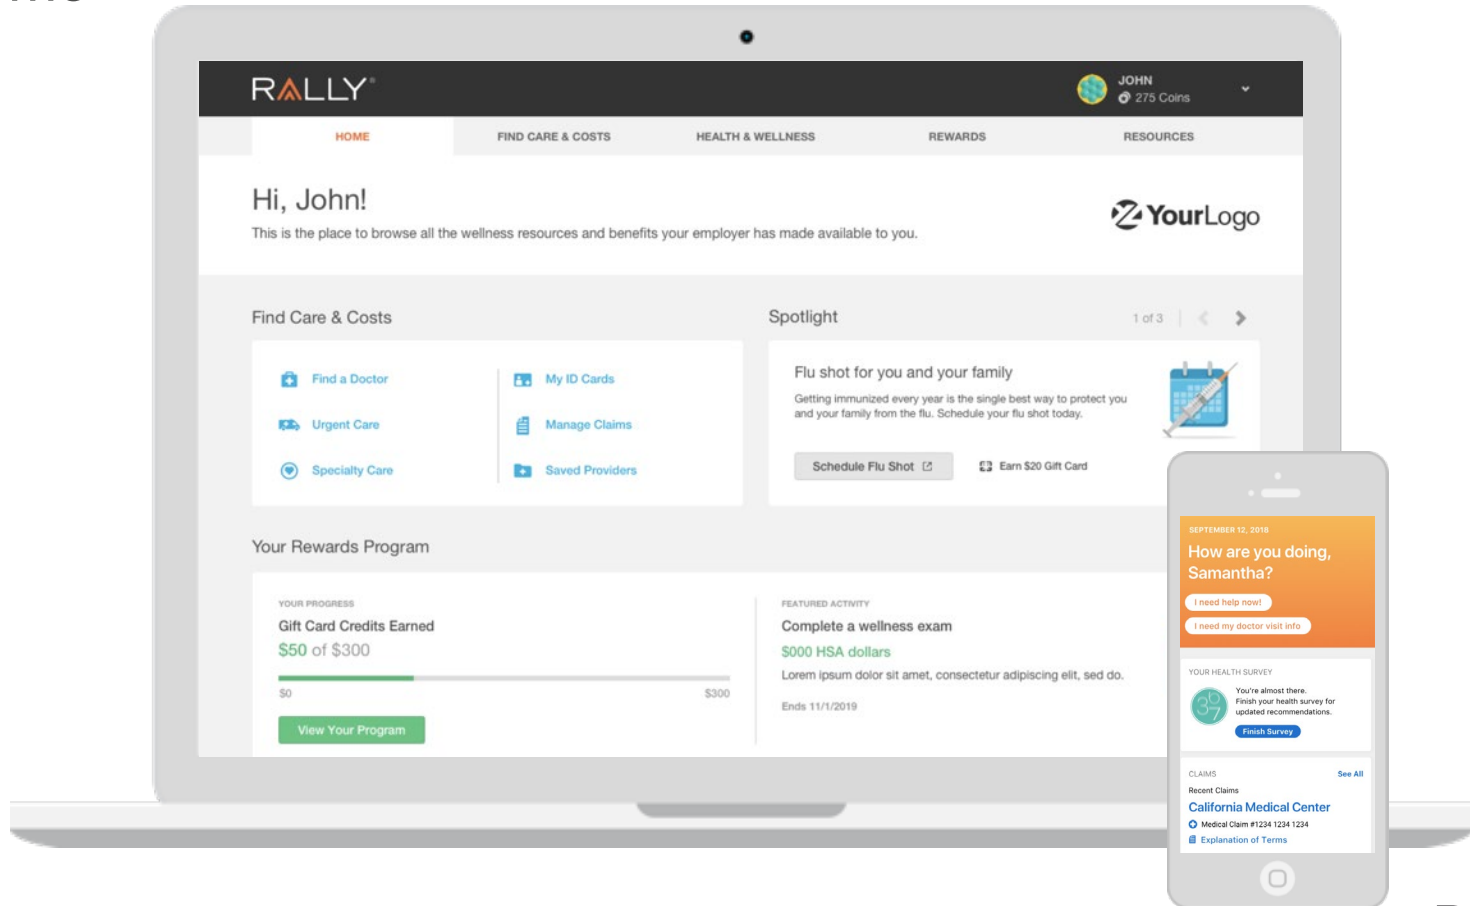 RALLY®
JOHN
275 Coins
HOME
FIND CARE & COSTS
HEALTH & WELLNESS
REWARDS
RESOURCES
Hi, John!
This is the place to browse all the wellness resources and benefits your employer has made available to you.
YourLogo
Find Care & Costs
Find a Doctor
Urgent Care
Specialty Care
My ID Cards
Manage Claims
Saved Providers
Spotlight
1 of 3
Flu shot for you and your family
Getting immunized every year is the single best way to protect you
and your family from the flu. Schedule your flu shot today.
Schedule Flu Shot
Earn $20 Gift Card
Your Rewards Program
YOUR PROGRESS
Gift Card Credits Earned
$50 of $300
$0
$300
View Your Program
FEATURED ACTIVITY
Complete a wellness exam
$000 HSA dollars
Lorem ipsum dolor sit amet, consectetur adipiscing elit, sed do.
Ends 11/1/2019
SEPTEMBER 12, 2018
How are you doing,
Samantha?
I need help now!
I need my doctor visit info
YOUR HEALTH SURVEY
You're almost there.
Finish your health survey for
updated recommendations.
Finish Survey
CLAIMS
See All
Recent Claims
California Medical Center
Medical Claim #1234 1234 1234
Explanation of Terms